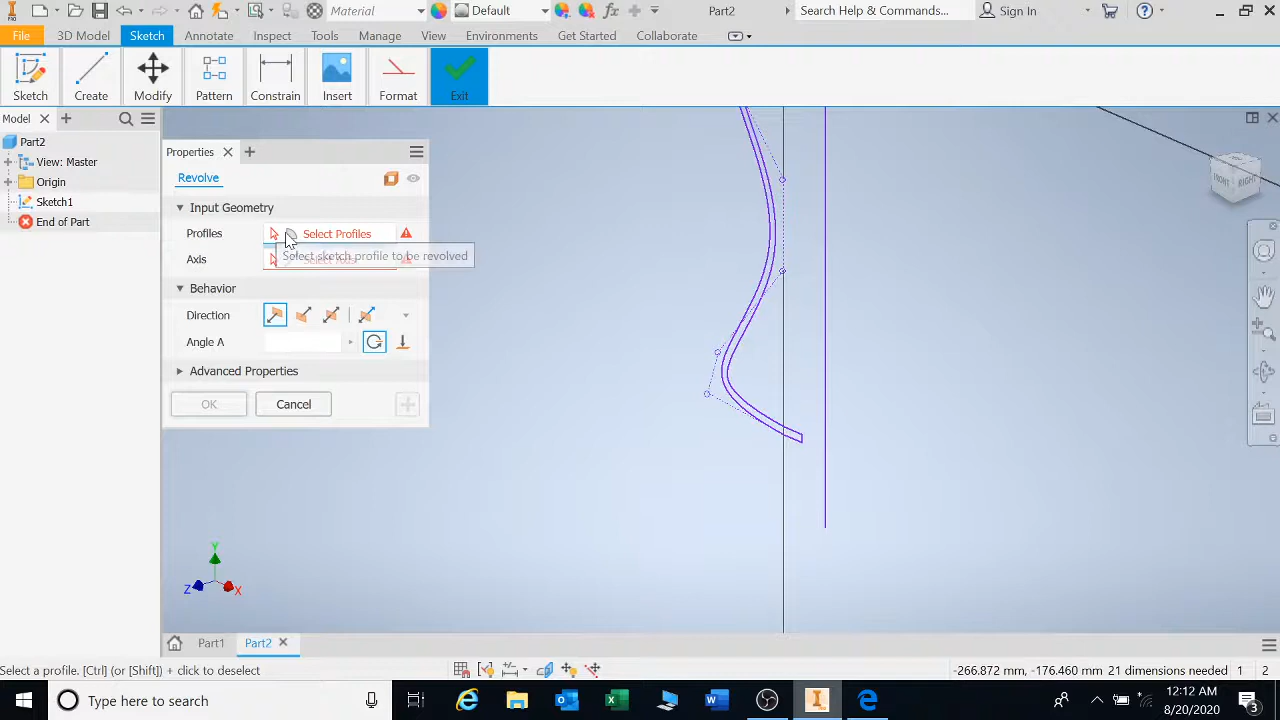 PRO
Material
Default
Part2
Search Help & Commands...
Sign In
File
3D Model
Sketch
Annotate
Inspect
Tools
Manage
View
Environments
Get Started
Collaborate
Sketch
Create
Modify
Pattern
Constrain
Insert
Format
Exit
Model
Part2
View: Master
Origin
Sketch1
End of Part
Properties
Revolve
Input Geometry
Profiles
Select Profiles
Select sketch profile to be revolved
Axis
Behavior
Direction
Angle A
Advanced Properties
OK
Cancel
RIGHT
Y
Z
X
Part1
Part2
Select a profile. [Ctrl] (or [Shift]) + click to deselect
-266.872 mm, -176.460 mm
21 dimensions needed
2
Type here to search
12:12 AM
8/20/2020
3